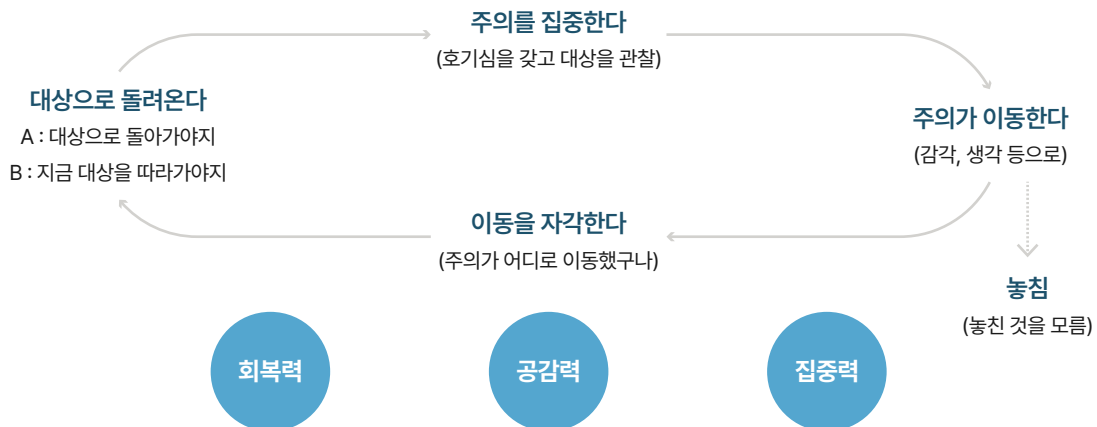 주의를 집중한다
(호기심을 갖고 대상을 관찰)
대상으로 돌려온다
A : 대상으로 돌아가야지
B : 지금 대상을 따라가야지
주의가 이동한다
(감각, 생각 등으로)
이동을 자각한다
(주의가 어디로 이동했구나)
놓침
(놓친 것을 모름)
회복력
공감력
집중력